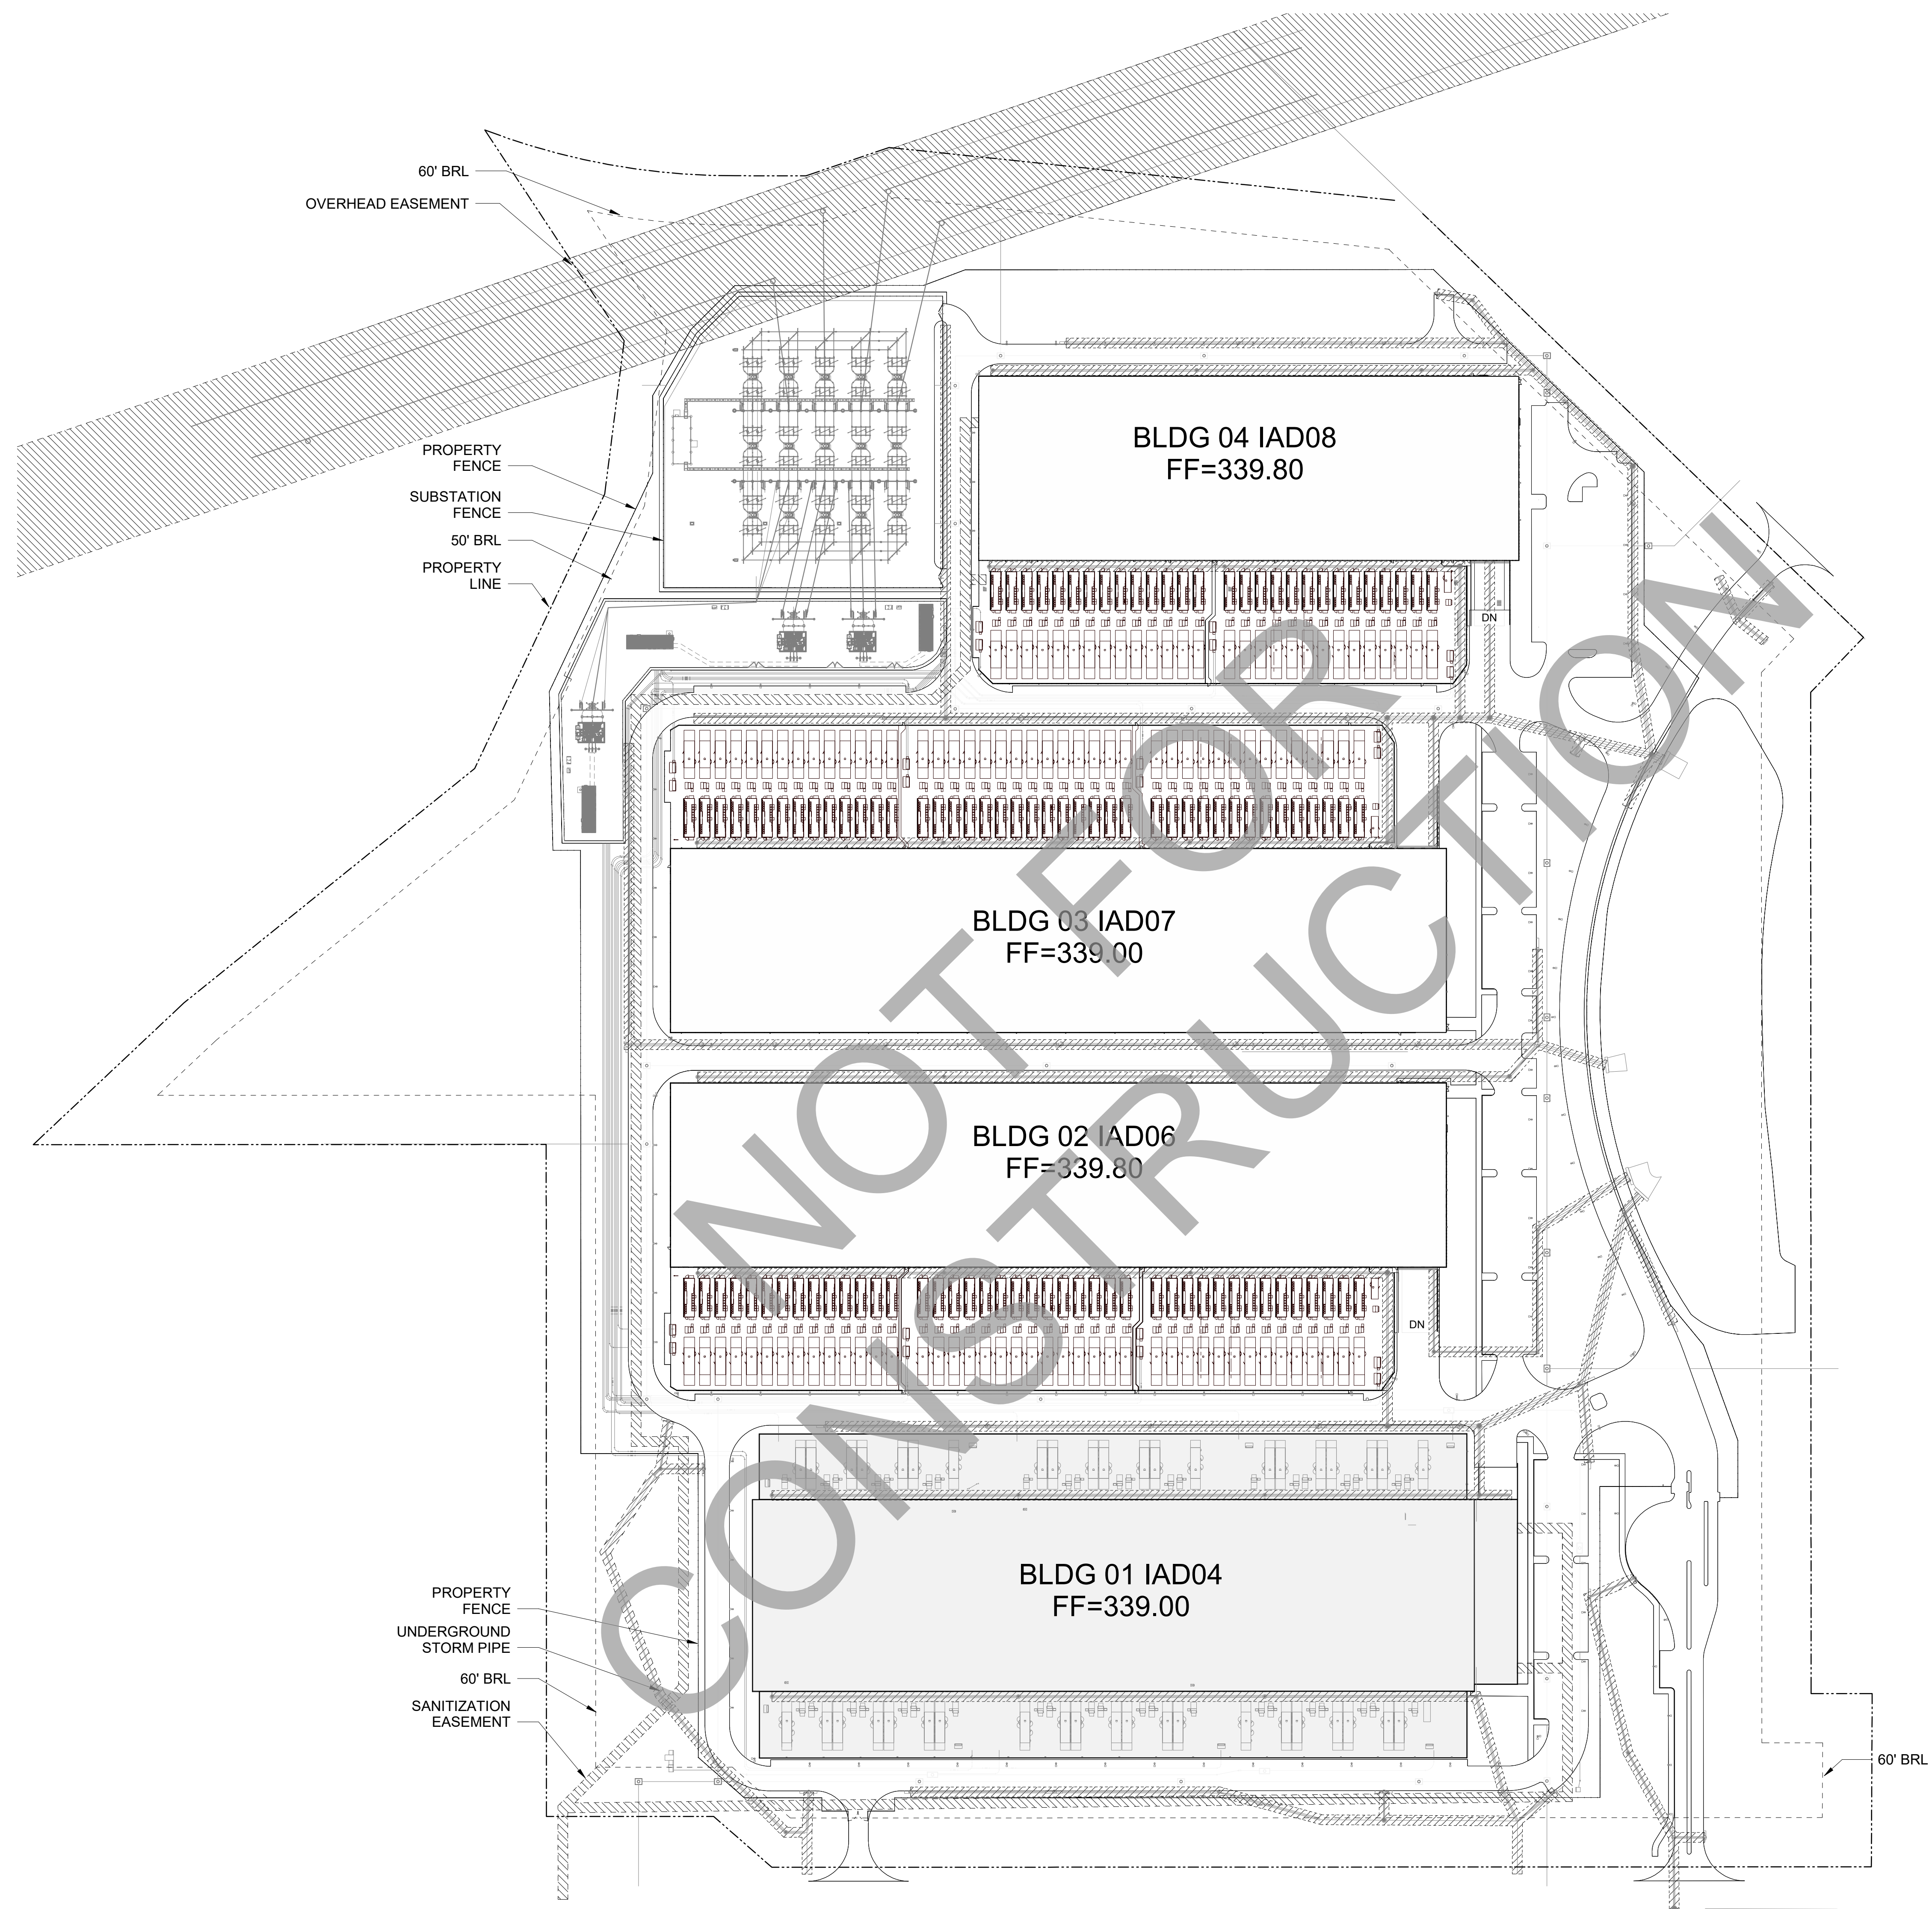 60' BRL
OVERHEAD EASEMENT
BLDG 04 IAD08
FF=339.80
PROPERTY
FENCE
SUBSTATION
FENCE
50' BRL
PROPERTY
LINE
DN
BLDG 03 IAD07
FF=339.00
BLDG 02 IAD06
FF=339.80
DN
BLDG 01 IAD04
FF=339.00
PROPERTY
FENCE
UNDERGROUND
STORM PIPE
60' BRL
SANITIZATION
EASEMENT
60' BRL
NOT FOR
CONSTRUCTION